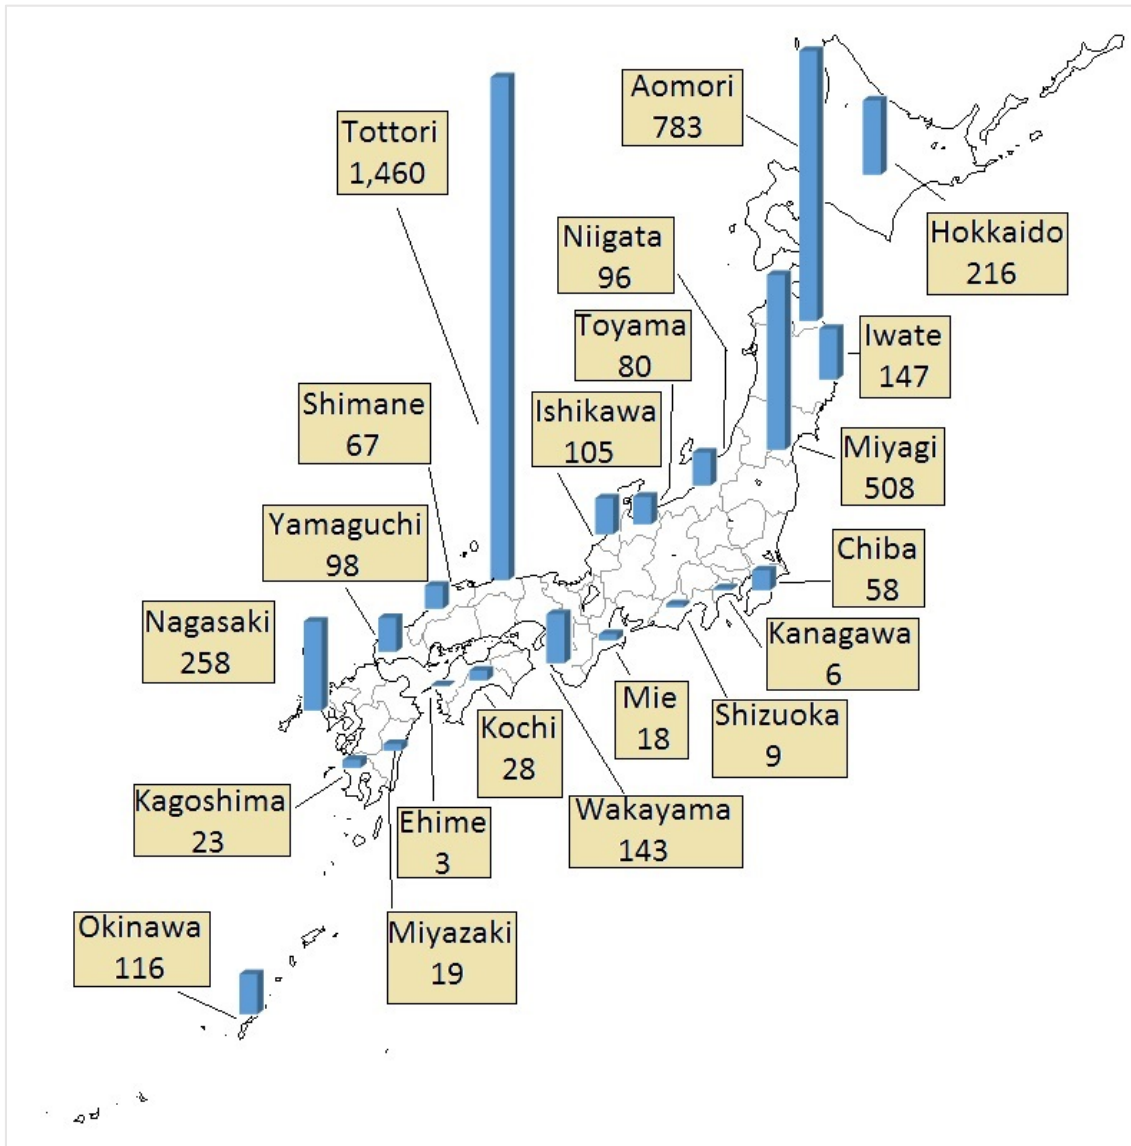 Tottori
1,460
Aomori
783
Hokkaido
216
Niigata
96
Toyama
80
Iwate
147
Shimane
67
Ishikawa
105
Miyagi
508
Yamaguchi
98
Chiba
58
Nagasaki
258
Kanagawa
6
Mie
18
Shizuoka
9
Kochi
28
Kagoshima
23
Ehime
3
Wakayama
143
Okinawa
116
Miyazaki
19